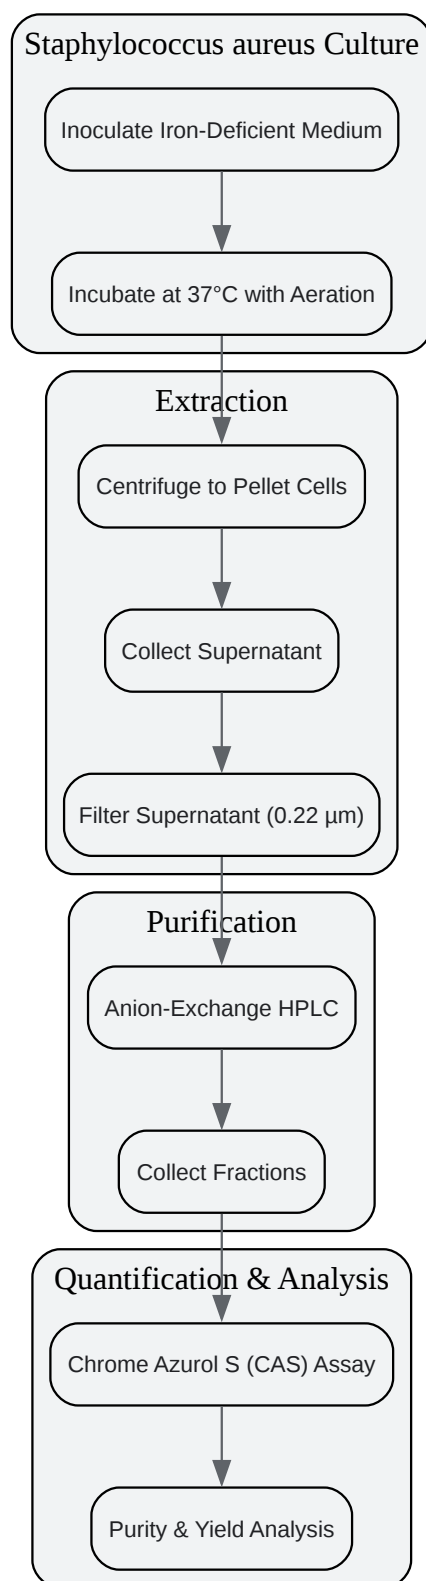 Staphylococcus aureus Culture
Inoculate Iron-Deficient Medium
Incubate at 37°C with Aeration
Extraction
Centrifuge to Pellet Cells
Collect Supernatant
Filter Supernatant (0.22 µm)
Purification
Anion-Exchange HPLC
Collect Fractions
Quantification & Analysis
Chrome Azurol S (CAS) Assay
Purity & Yield Analysis